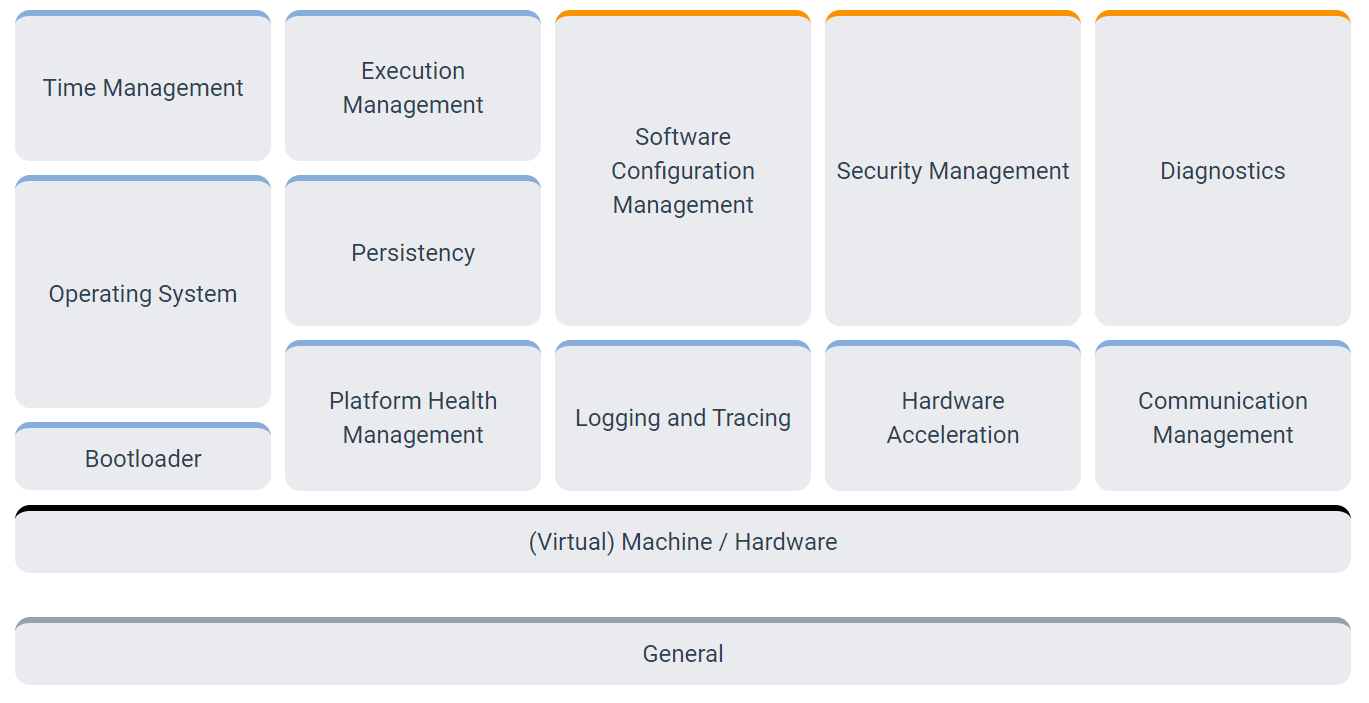 Time Management
Execution
Management
Software
Configuration
Management
Security Management
Diagnostics
Operating System
Persistency
Platform Health
Management
Logging and Tracing
Hardware
Acceleration
Communication
Management
Bootloader
(Virtual) Machine / Hardware
General